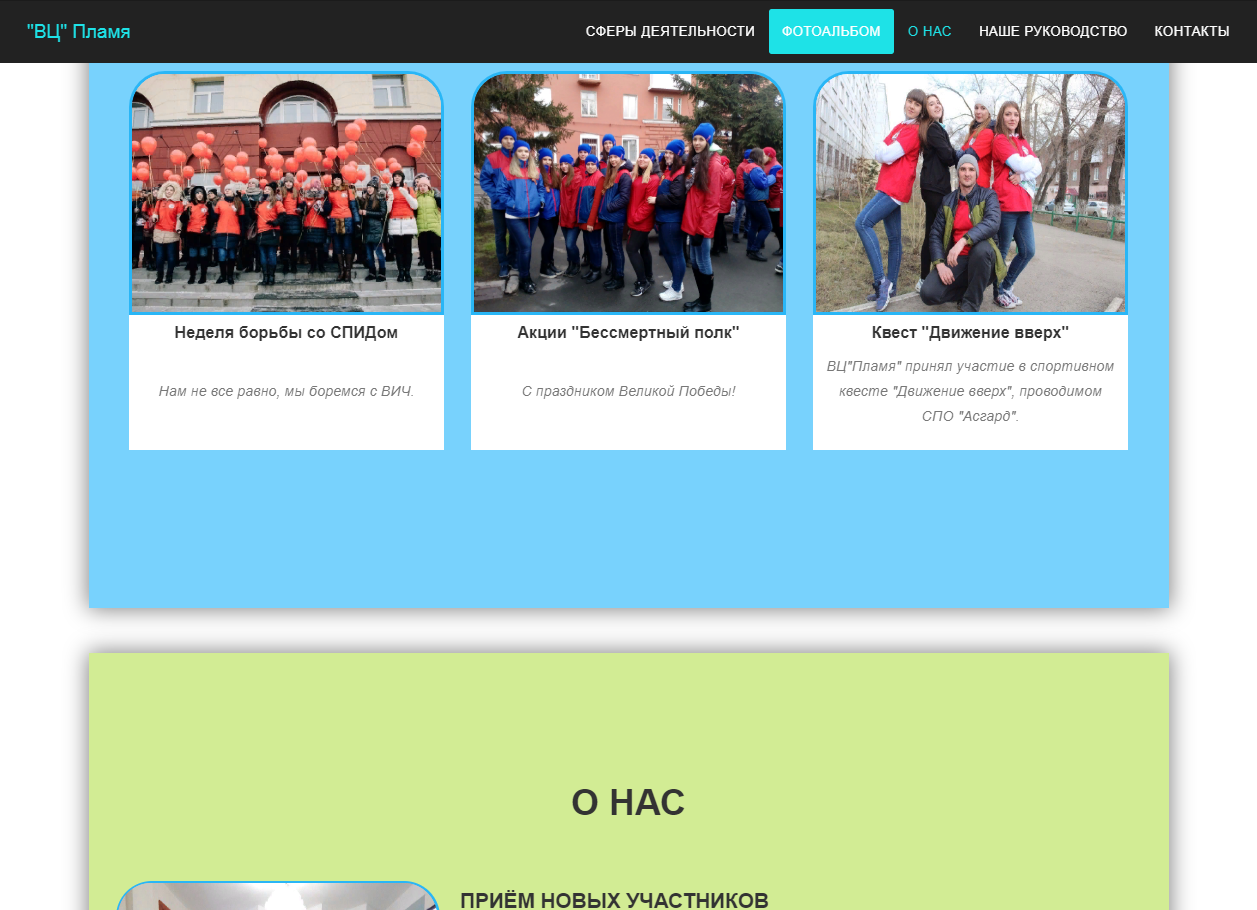 "ВЦ" Пламя
СФЕРЫ ДЕЯТЕЛЬНОСТИ ФОТОАЛЬБОМ О НАС НАШЕ РУКОВОДСТВО КОНТАКТЫ
Неделя борьбы со СПИДом
Нам не все равно, мы боремся с ВИЧ.
Акции "Бессмертный полк"
С праздником Великой Победы!
Квест "Движение вверх"
ВЦ"Пламя" принял участие в спортивном
квесте "Движение вверх", проводимом
СПО "Асгард".
О НАС
ПРИЁМ НОВЫХ УЧАСТНИКОВ